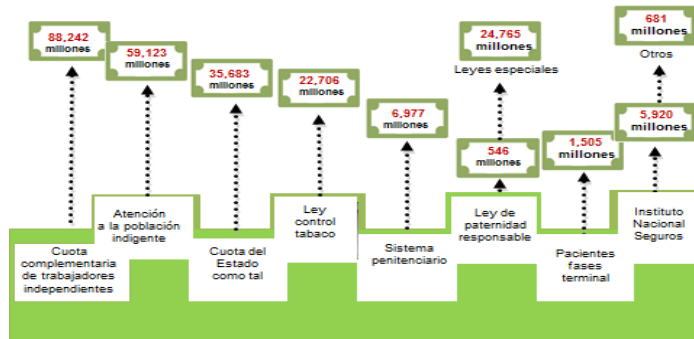 88,242
millones
59,123
millones
35,683
millones
22,706
millones
6,977
millones
24,765
millones
Leyes especiales
546
millones
1,505
millones
681
millones
Otros
5,920
millones
Cuota
complementaria
de trabajadores
independientes
Atención
a la población
indigente
Cuota del
Estado
como tal
Ley
control
tabaco
Sistema
penitenciario
Ley de
paternidad
responsable
Pacientes
fases
terminal
Instituto
Nacional
Seguros